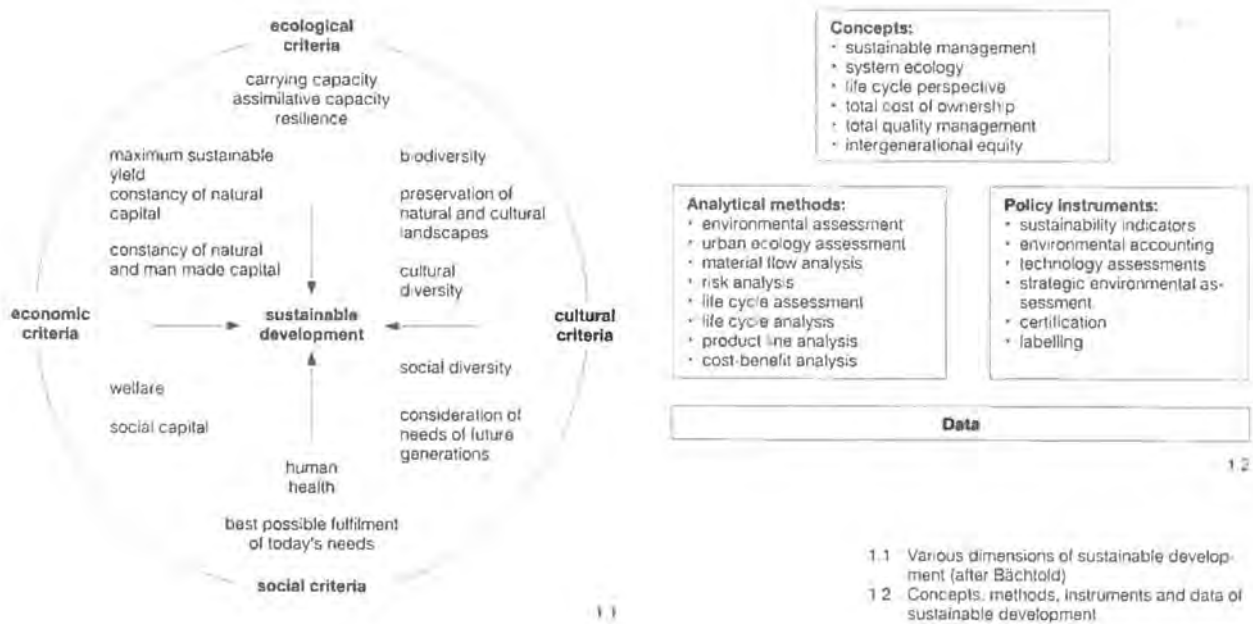 ecological
criteria
carrying capacity
assimilative capacity
resilience
maximum sustainable
yield
constancy of natural
capital
constancy of natural
and man made capital
biodiversity
preservation of
natural and cultural
landscapes
cultural
diversity
economic
criteria
sustainable
development
cultural
criteria
welfare
social capital
social diversity
consideration of
needs of future
generations
human
health
best possible fulfilment
of today's needs
social criteria
1 1
Concepts:
• sustainable management
• system ecology
• life cycle perspective
• total cost of ownership
• total quality management
• intergenerational equity
Analytical methods:
• environmental assessment
• urban ecology assessment
• material flow analysis
• risk analysis
• life cycle assessment
• life cycle analysis
• product line analysis
• cost-benefit analysis
Policy instruments:
• sustainability indicators
• environmental accounting
• technology assessments
• strategic environmental as-
sessment
• certification
• labelling
Data
1 2
1.1 Various dimensions of sustainable develop-
ment (after Bächtold)
1 2 Concepts, methods, instruments and data of
sustainable development